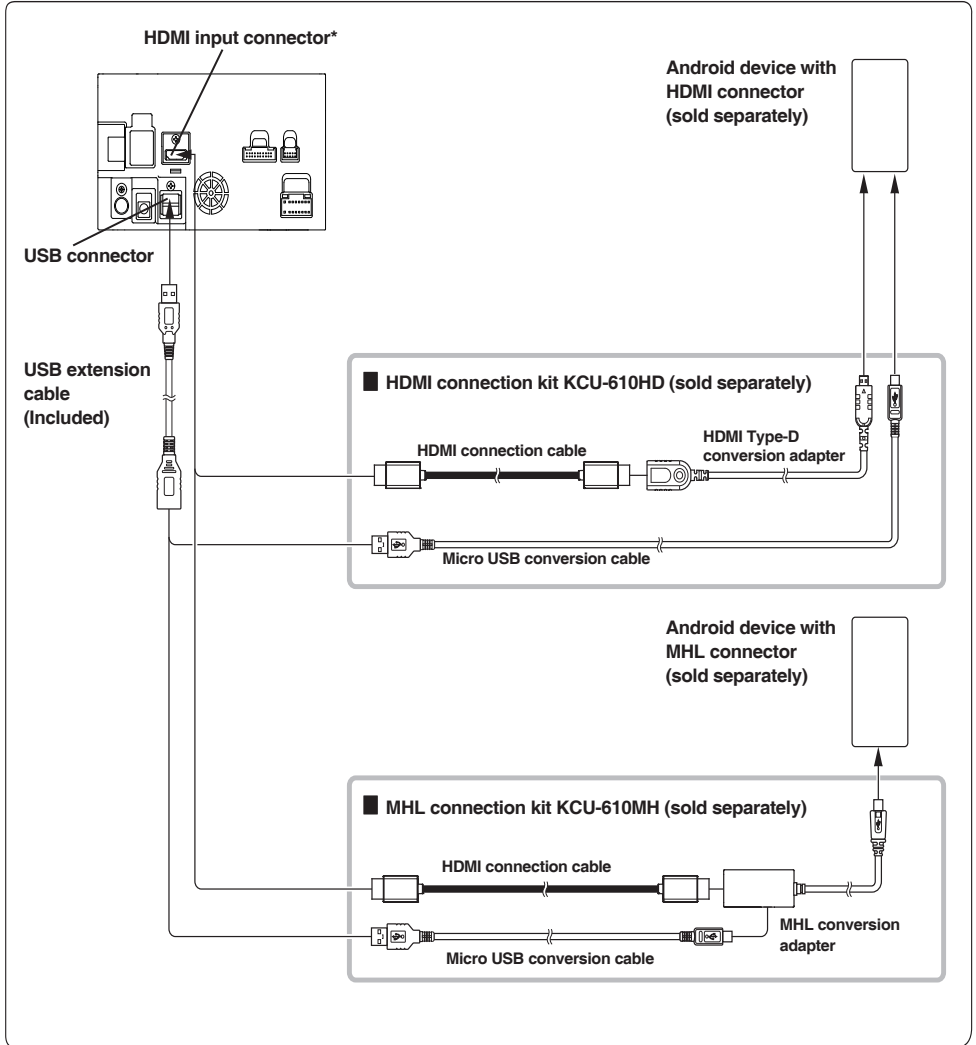 HDMI input connector*
Android device with
HDMI connector
(sold separately)
USB connector
USB extension
cable
(Included)
HDMI connection kit KCU-610HD (sold separately)
HDMI connection cable
HDMI Type-D
conversion adapter
Micro USB conversion cable
Android device with
MHL connector
(sold separately)
MHL connection kit KCU-610MH (sold separately)
HDMI connection cable
MHL conversion
adapter
Micro USB conversion cable